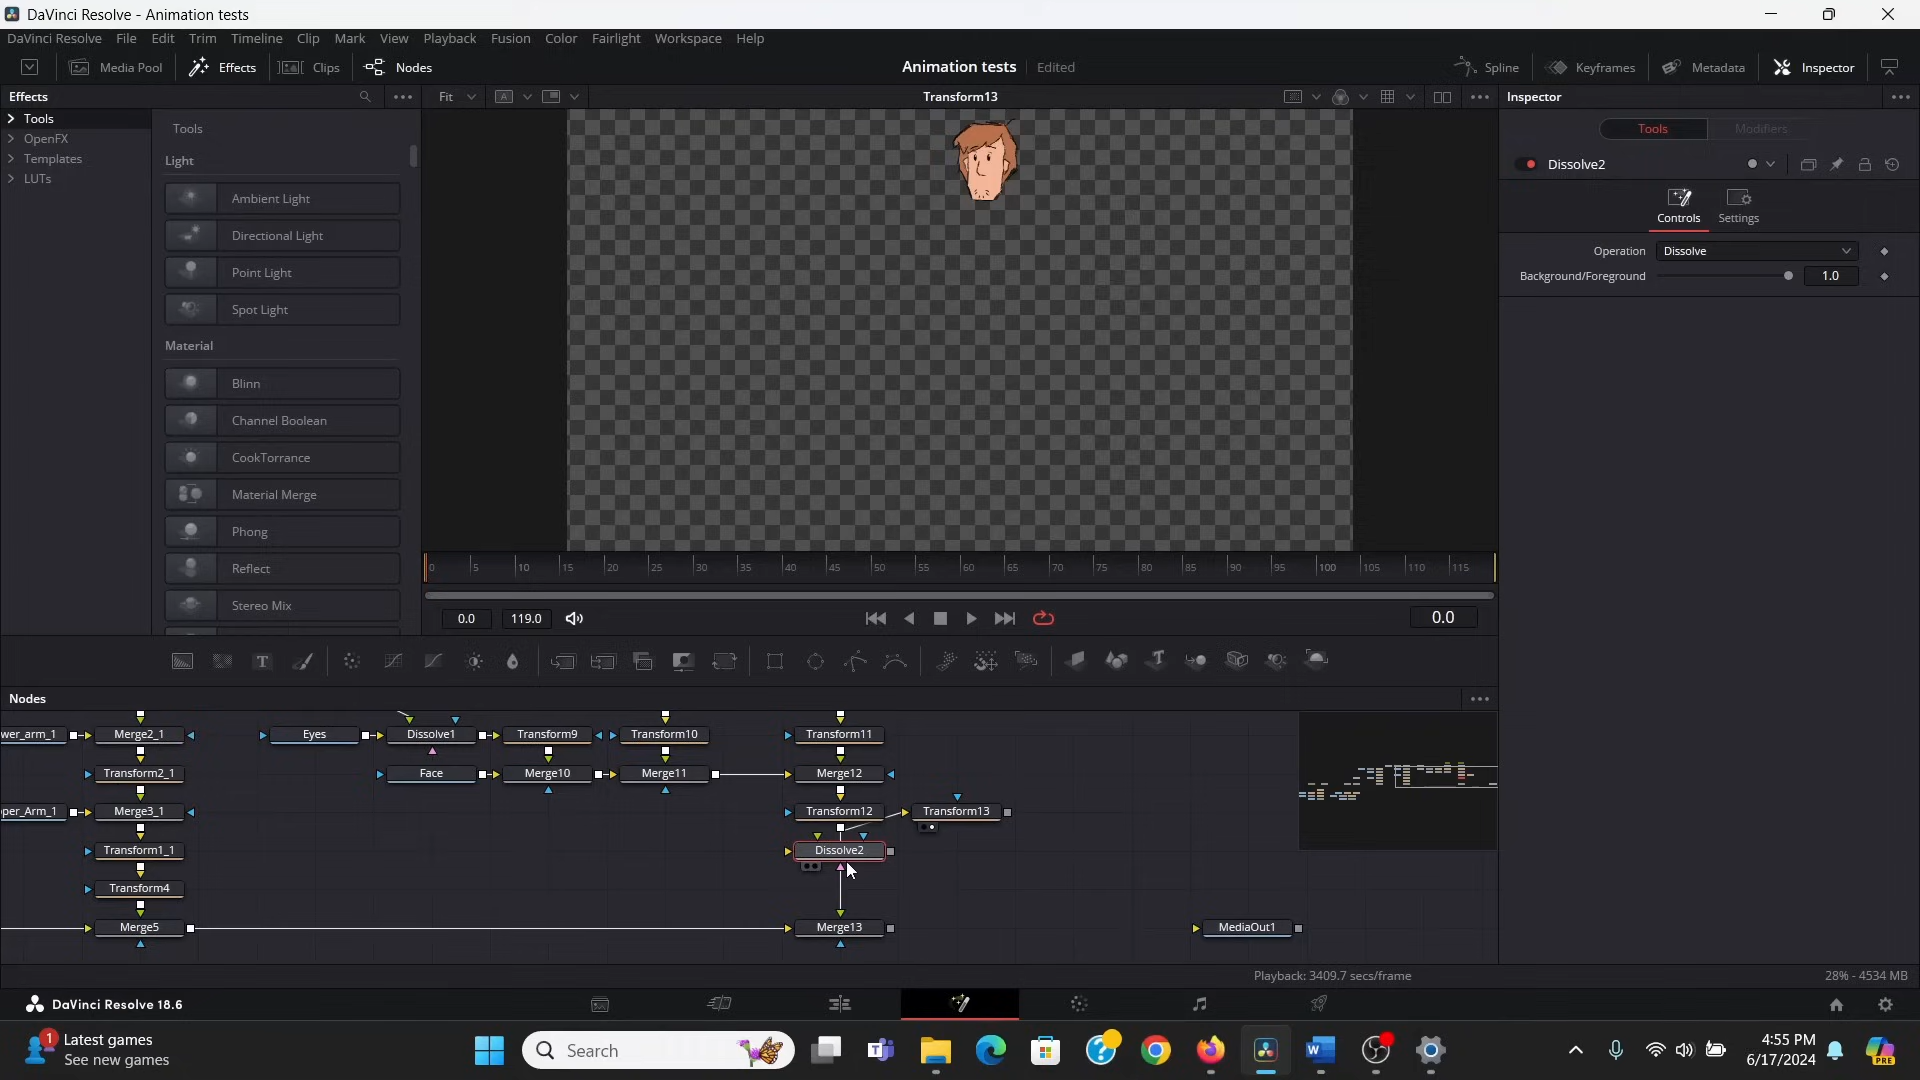 DaVinci Resolve - Animation tests
DaVinci Resolve File Edit Trim Timeline Clip Mark View Playback Fusion Color Fairlight Workspace Help
Media Pool Effects Clips Nodes Animation tests Edited Spline Keyframes Metadata Inspector
Effects Fit Transform13 Inspector
Tools
OpenFX
Templates
LUTs
Tools
Light
Ambient Light
Directional Light
Point Light
Spot Light
Material
Blinn
Channel Boolean
CookTorrance
Material Merge
Phong
Reflect
Stereo Mix
0 5 10 15 20 25 30 35 40 45 50 55 60 65 70 75 80 85 90 95 100 105 110 115
0.0 119.0 0.0
Tools Modifiers
Dissolve2
Controls Settings
Operation Dissolve
Background/Foreground 1.0
Nodes
wer_arm_1 Merge2_1 Eyes Dissolve1 Transform9 Transform10 Transform11
Transform2_1 Face Merge10 Merge11 Merge12
per_Arm_1 Merge3_1 Transform12 Transform13
Transform1_1 Dissolve2
Transform4
Merge5 Merge13 MediaOut1
Playback: 3409.7 secs/frame 28% - 4534 MB
DaVinci Resolve 18.6
1 Latest games
See new games
Search
4:55 PM
6/17/2024
PRE